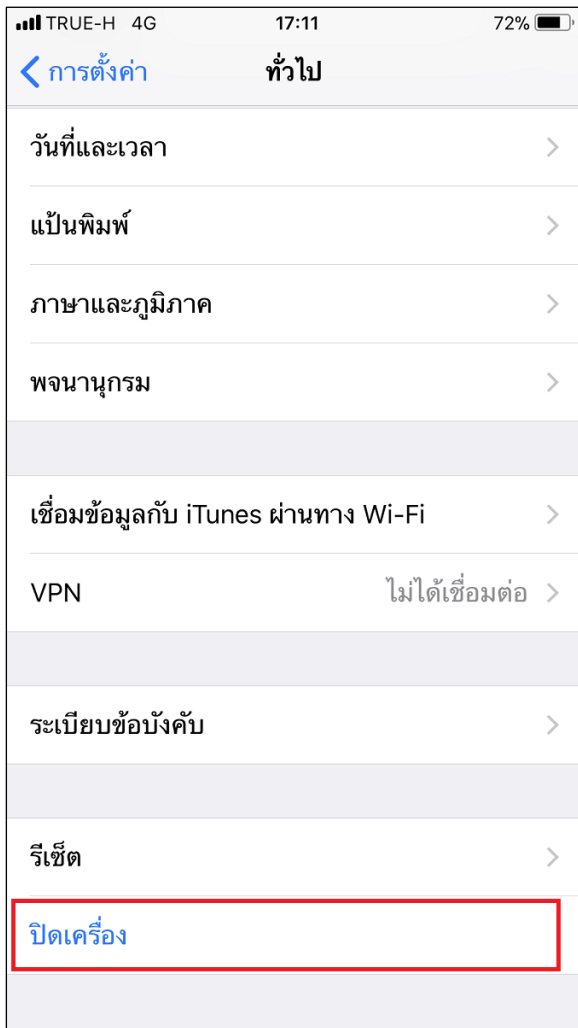 TRUE-H 4G 17:11 72%
การตั้งค่า ทั่วไป
วันที่และเวลา
แป้นพิมพ์
ภาษาและภูมิภาค
พจนานุกรม
เชื่อมข้อมูลกับ iTunes ผ่านทาง Wi-Fi
VPN ไม่ได้เชื่อมต่อ
ระเบียบข้อบังคับ
รีเซ็ต
ปิดเครื่อง